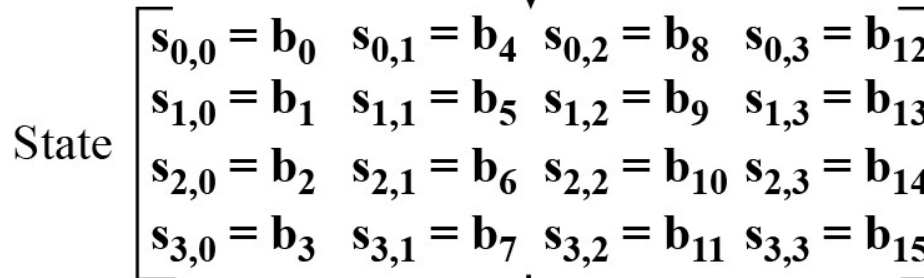 s0,0 = b0 s0,1 = b4 s0,2 = b8 s0,3 = b12
s1,0 = b1 s1,1 = b5 s1,2 = b9 s1,3 = b13
State
s2,0 = b2 s2,1 = b6 s2,2 = b10 s2,3 = b14
s3,0 = b3 s3,1 = b7 s3,2 = b11 s3,3 = b15